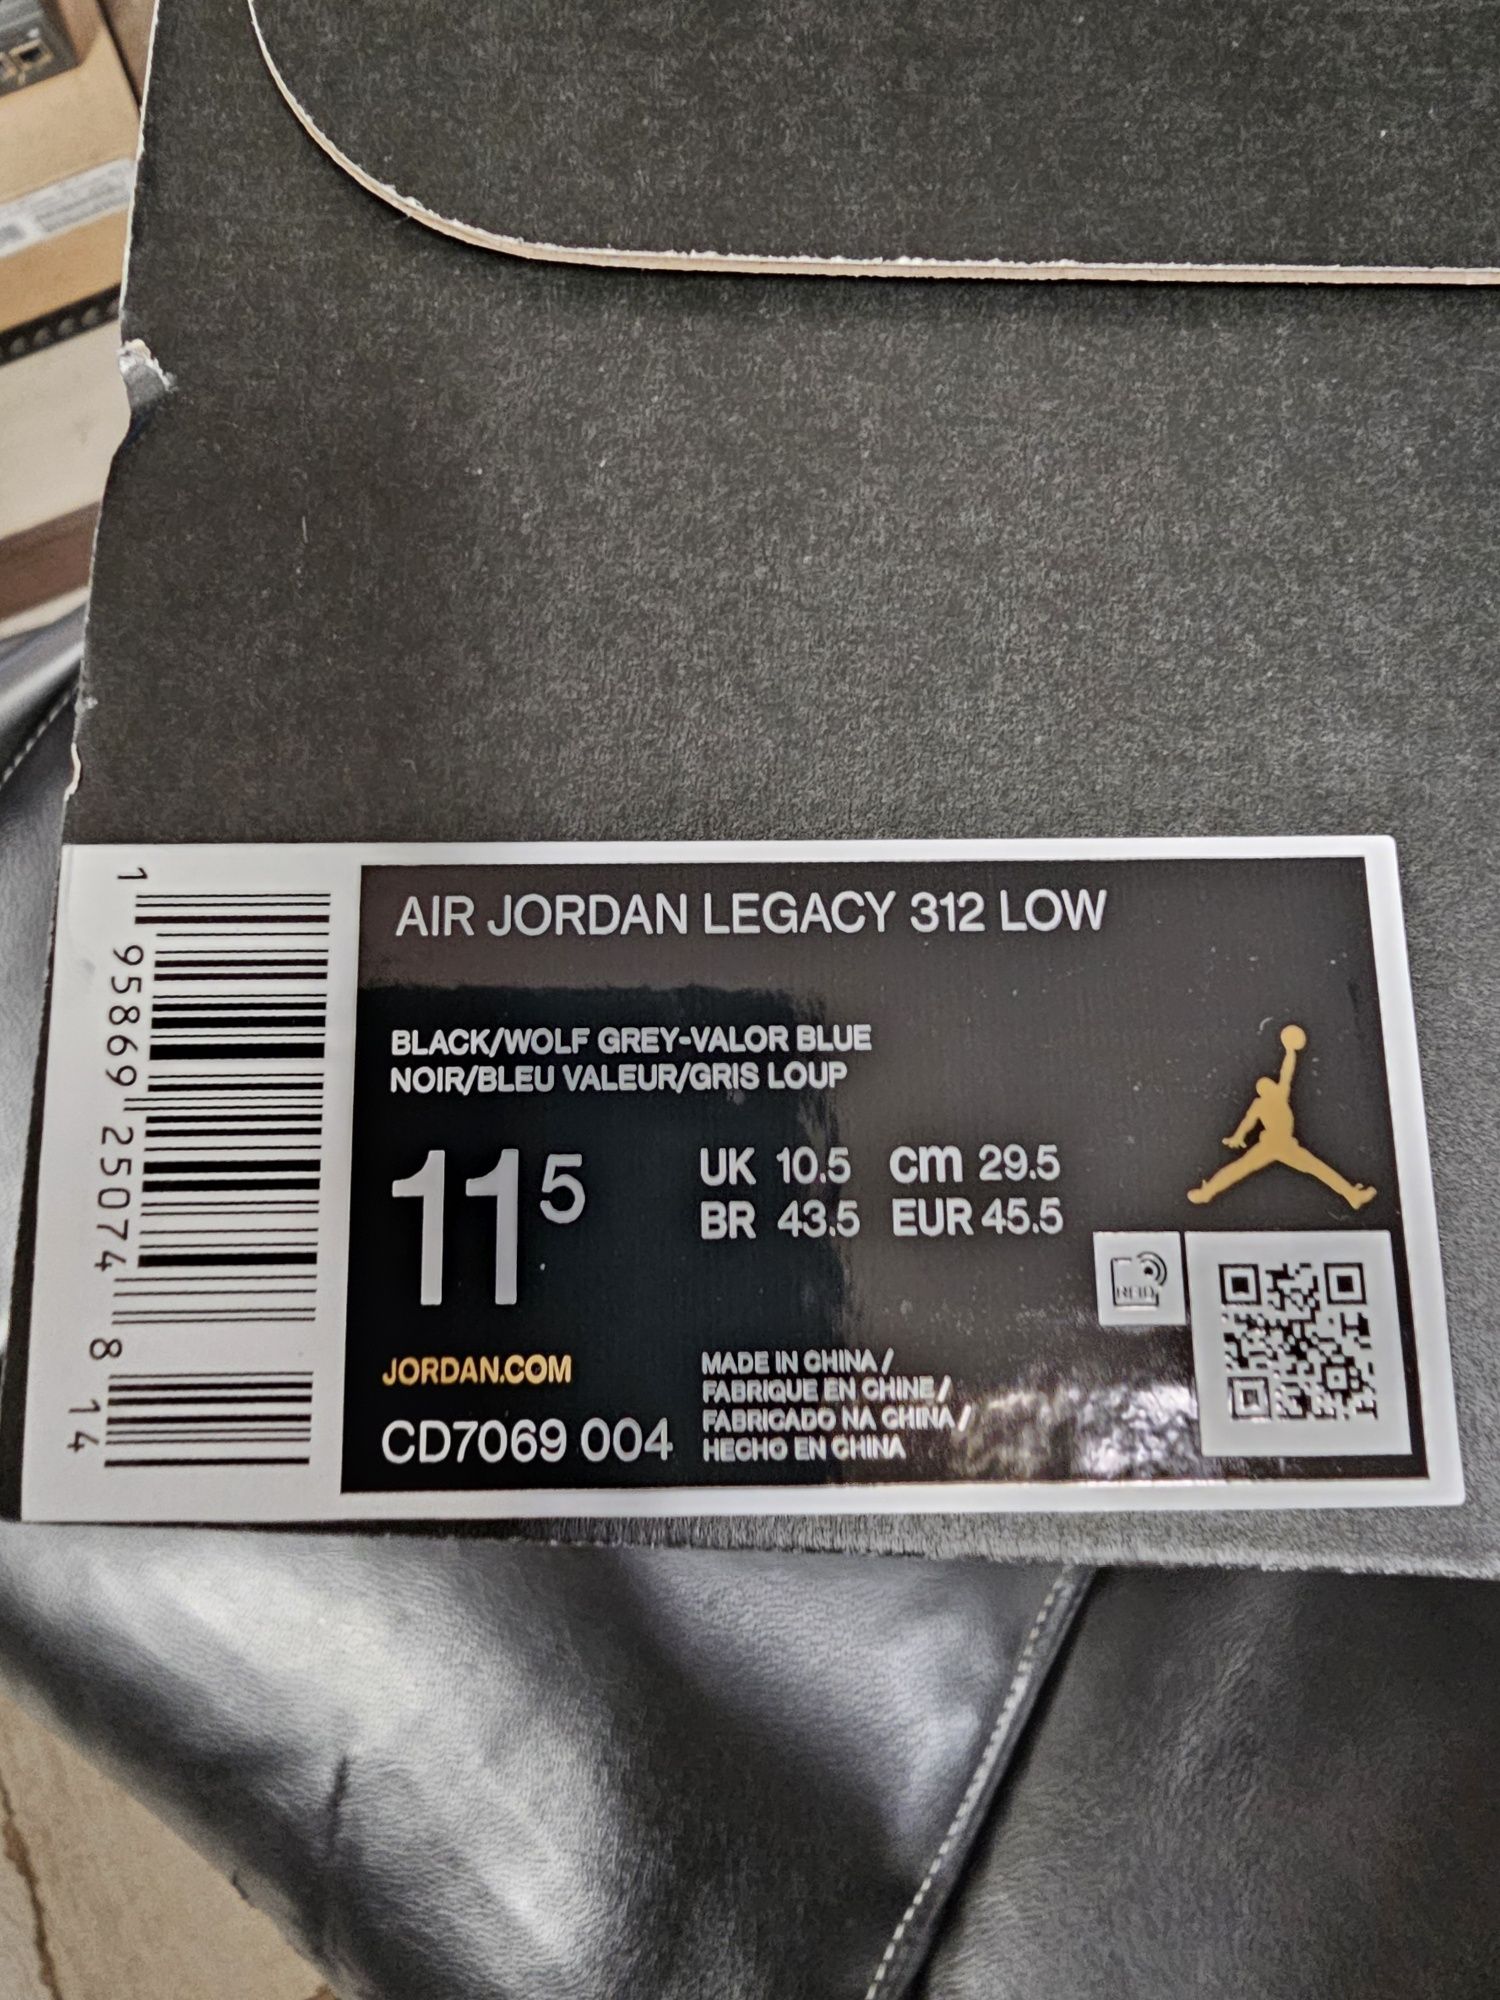 AIR JORDAN LEGACY 312 LOW
BLACK/WOLF GREY-VALOR BLUE
NOIR/BLEU VALEUR/GRIS LOUP
11 5
UK 10.5 cm 29.5
BR 43.5 EUR 45.5
RFID
JORDAN.COM
CD7069 004
MADE IN CHINA /
FABRIQUE EN CHINE /
FABRICADO NA CHINA /
HECHO EN CHINA
1 95869 25074 8 14